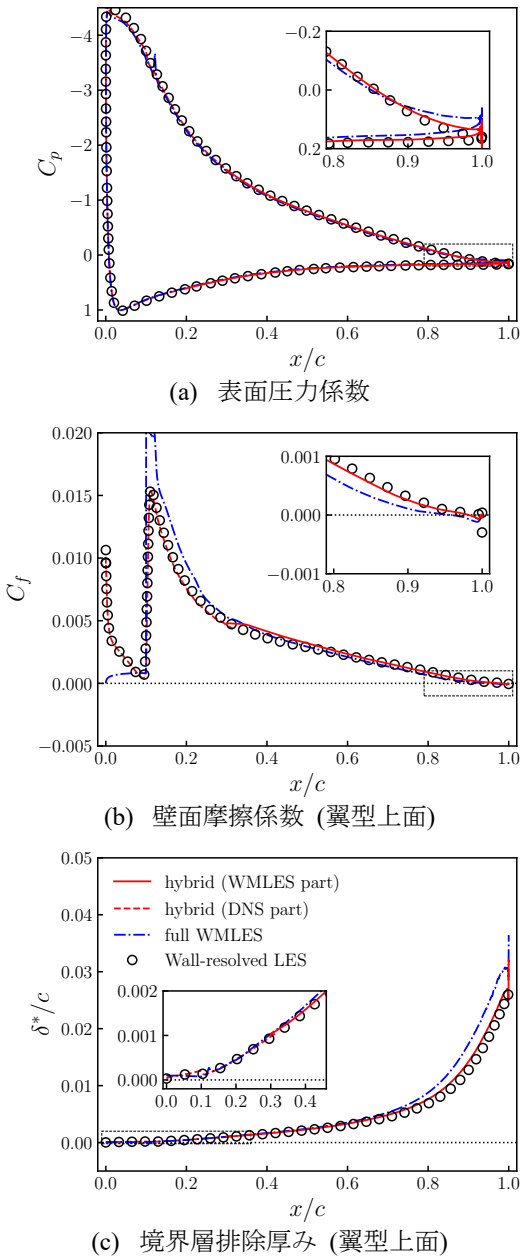 −4
−3
−2
−1
0
1
C_p
−0.2
0.0
0.2
0.8
0.9
1.0
0.0 0.2 0.4 0.6 0.8 1.0
x/c
(a) 表面圧力係数
0.020
0.015
0.010
0.005
0.000
−0.005
C_f
0.001
0.000
−0.001
0.8 0.9 1.0
0.0 0.2 0.4 0.6 0.8 1.0
x/c
(b) 壁面摩擦係数 (翼型上面)
0.05
0.04
0.03
0.02
0.01
0.00
δ*/c
hybrid (WMLES part)
hybrid (DNS part)
full WMLES
Wall-resolved LES
0.002
0.001
0.000
0.0 0.1 0.2 0.3 0.4
0.0 0.2 0.4 0.6 0.8 1.0
x/c
(c) 境界層排除厚み (翼型上面)